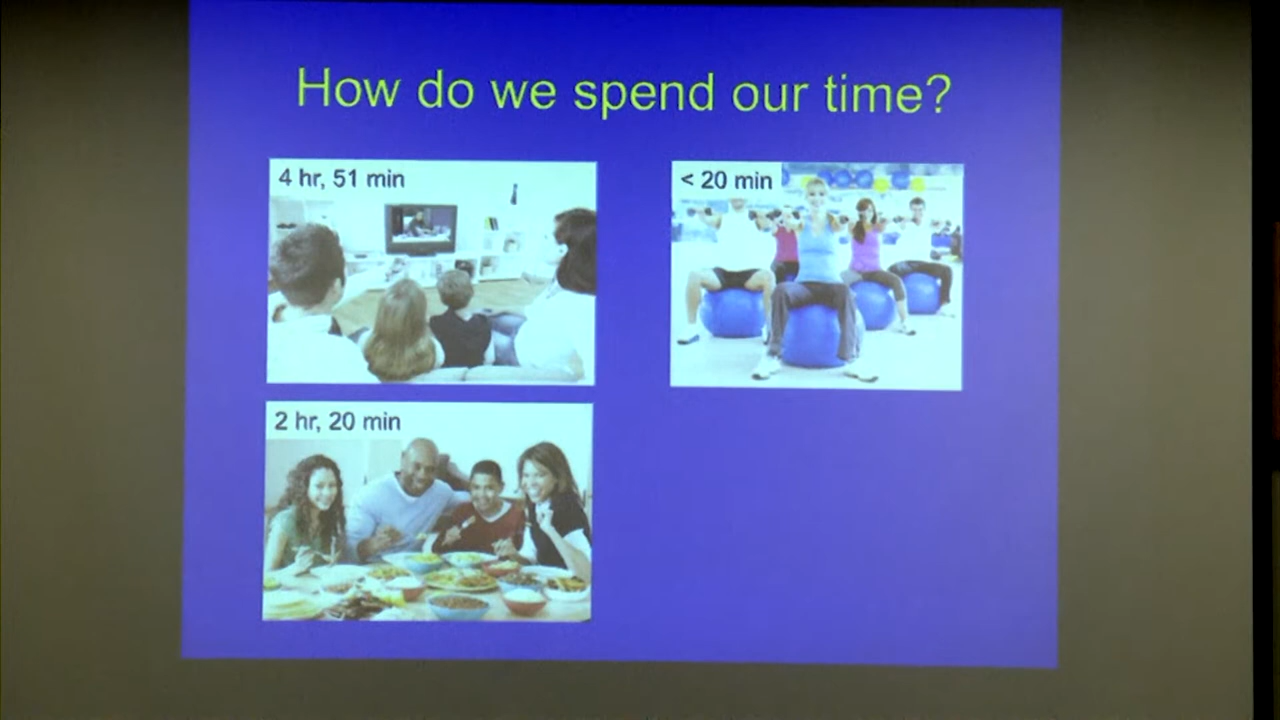 How do we spend our time?
4 hr, 51 min
< 20 min
2 hr, 20 min